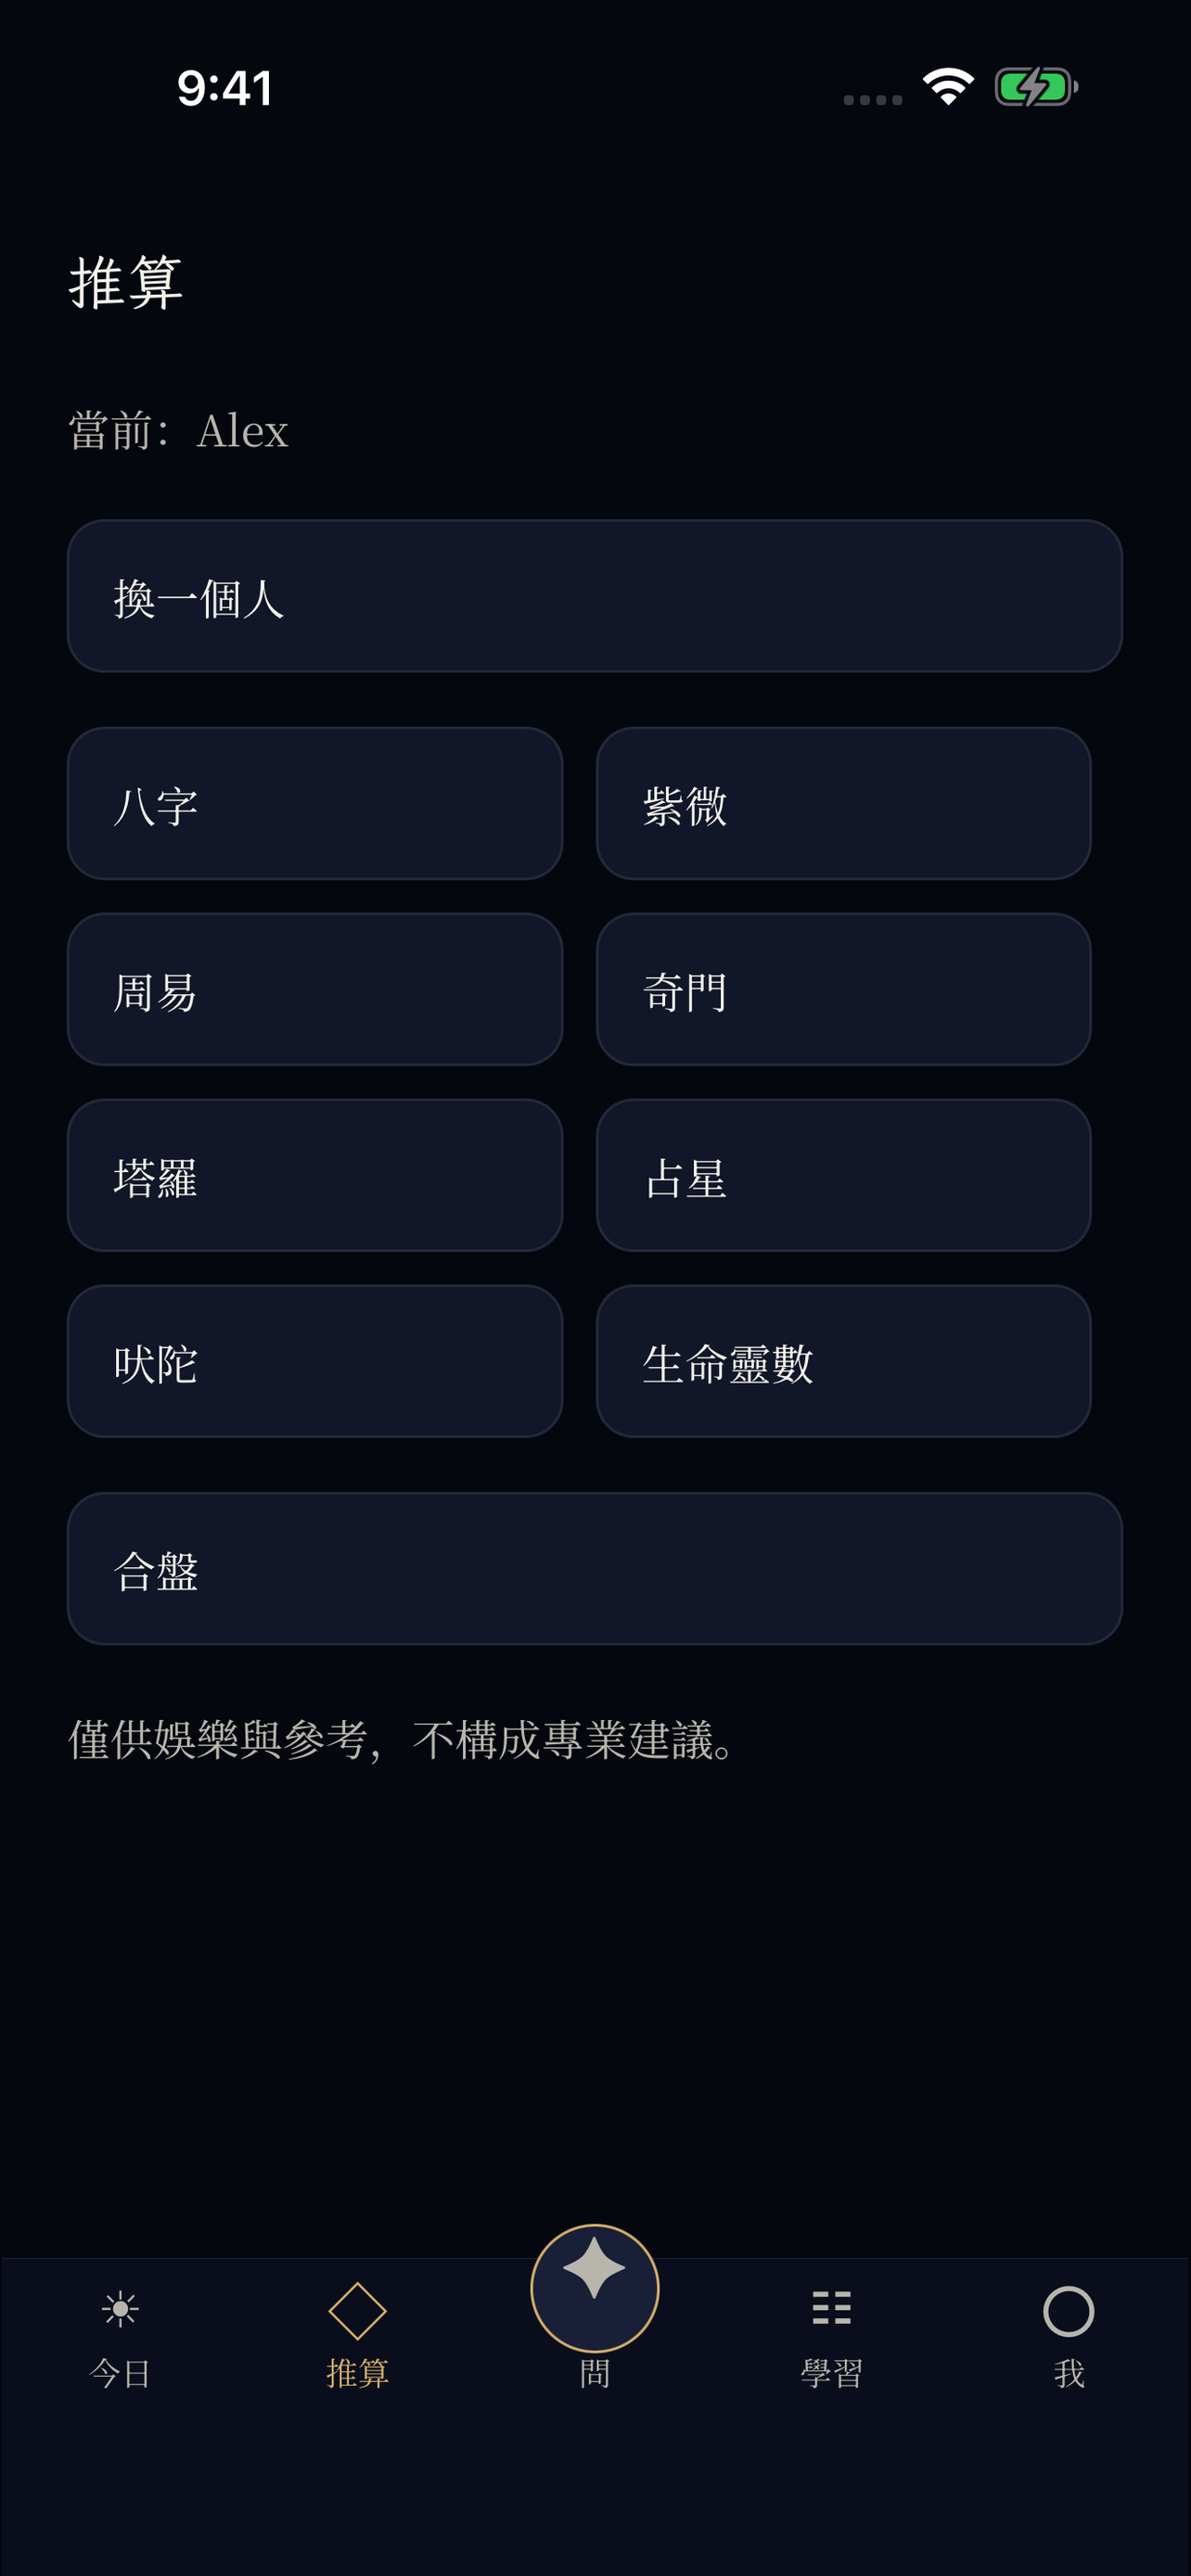 9:41
推算
當前：Alex
換一個人
八字
紫微
周易
奇門
塔羅
占星
吠陀
生命靈數
合盤
僅供娛樂與參考，不構成專業建議。
今日
推算
問
學習
我